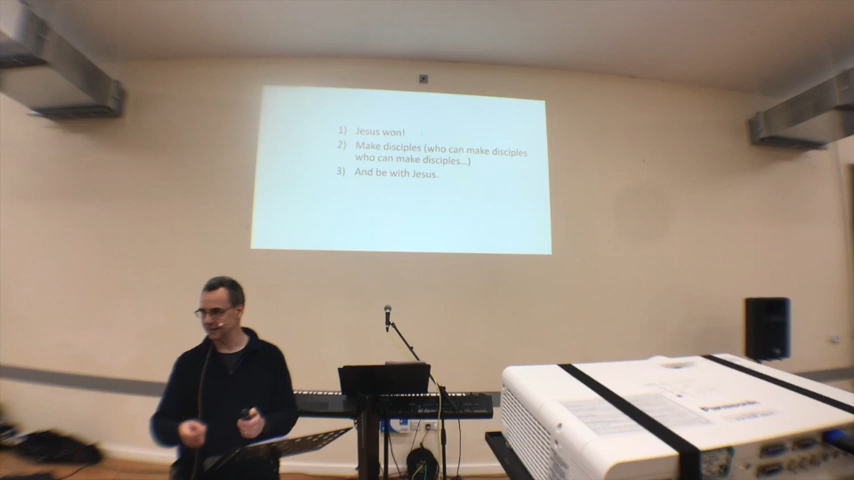 1) Jesus won!
2) Make disciples (who can make disciples
who can make disciples...)
3) And be with Jesus.
Panasonic